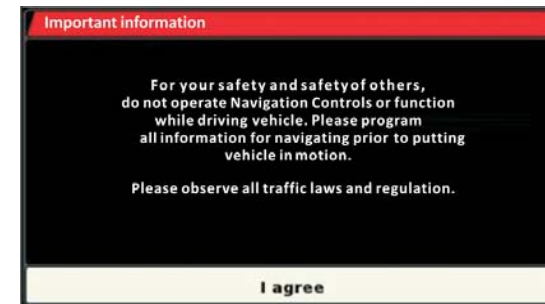 Important information
For your safety and safety of others,
do not operate Navigation Controls or function
while driving vehicle. Please program
all information for navigating prior to putting
vehicle in motion.
Please observe all traffic laws and regulation.
I agree